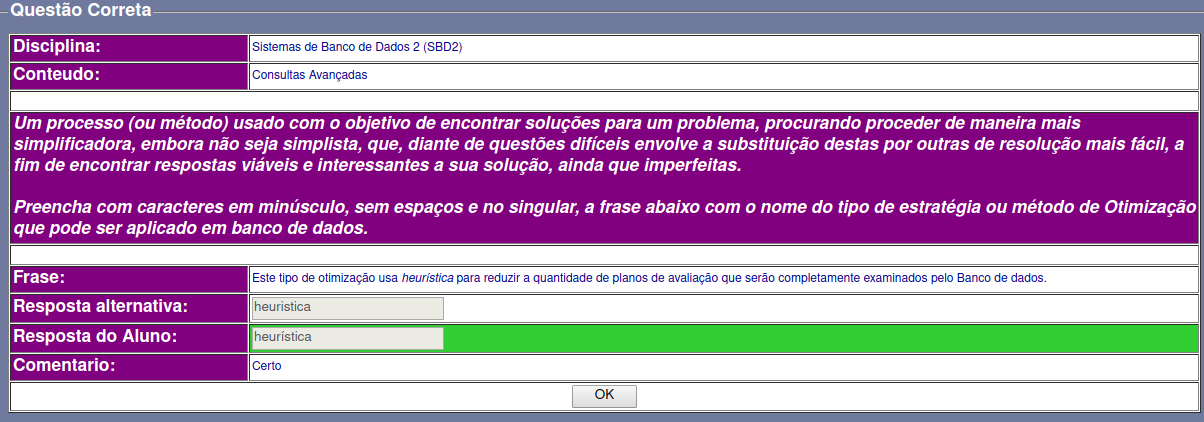 Questão Correta
Disciplina: Sistemas de Banco de Dados 2 (SBD2)
Conteudo: Consultas Avançadas
Um processo (ou método) usado com o objetivo de encontrar soluções para um problema, procurando proceder de maneira mais
simplificadora, embora não seja simplista, que, diante de questões difíceis envolve a substituição destas por outras de resolução mais fácil, a
fim de encontrar respostas viáveis e interessantes a sua solução, ainda que imperfeitas.
Preencha com caracteres em minúsculo, sem espaços e no singular, a frase abaixo com o nome do tipo de estratégia ou método de Otimização
que pode ser aplicado em banco de dados.
Frase: Este tipo de otimização usa heurística para reduzir a quantidade de planos de avaliação que serão completamente examinados pelo Banco de dados.
Resposta alternativa: heuristica
Resposta do Aluno: heurística
Comentario: Certo
OK